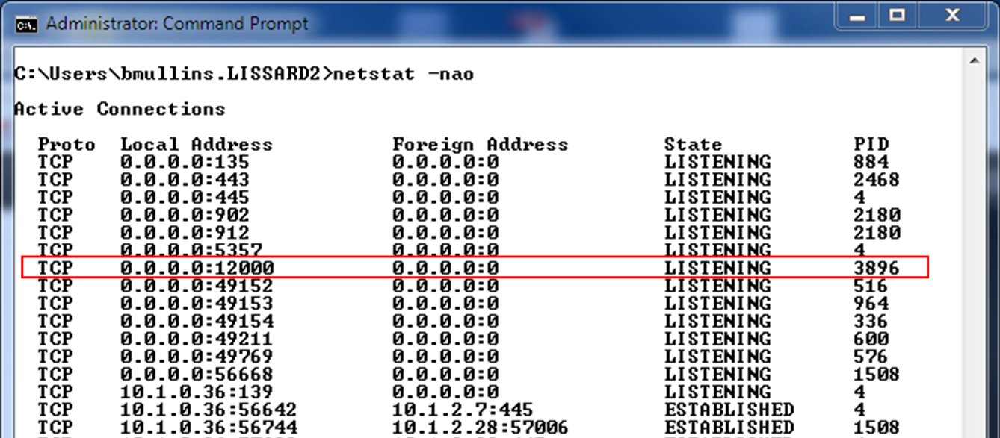 Administrator: Command Prompt
C:\Users\bmullins.LISSARD2>netstat -nao
Active Connections
Proto Local Address Foreign Address State PID
TCP 0.0.0.0:135 0.0.0.0:0 LISTENING 884
TCP 0.0.0.0:443 0.0.0.0:0 LISTENING 2468
TCP 0.0.0.0:445 0.0.0.0:0 LISTENING 4
TCP 0.0.0.0:902 0.0.0.0:0 LISTENING 2180
TCP 0.0.0.0:912 0.0.0.0:0 LISTENING 2180
TCP 0.0.0.0:5357 0.0.0.0:0 LISTENING 4
TCP 0.0.0.0:12000 0.0.0.0:0 LISTENING 3896
TCP 0.0.0.0:49152 0.0.0.0:0 LISTENING 516
TCP 0.0.0.0:49153 0.0.0.0:0 LISTENING 964
TCP 0.0.0.0:49154 0.0.0.0:0 LISTENING 336
TCP 0.0.0.0:49211 0.0.0.0:0 LISTENING 600
TCP 0.0.0.0:49769 0.0.0.0:0 LISTENING 576
TCP 0.0.0.0:56668 0.0.0.0:0 LISTENING 1508
TCP 10.1.0.36:139 0.0.0.0:0 LISTENING 4
TCP 10.1.0.36:56642 10.1.2.7:445 ESTABLISHED 4
TCP 10.1.0.36:56744 10.1.2.28:57006 ESTABLISHED 1508